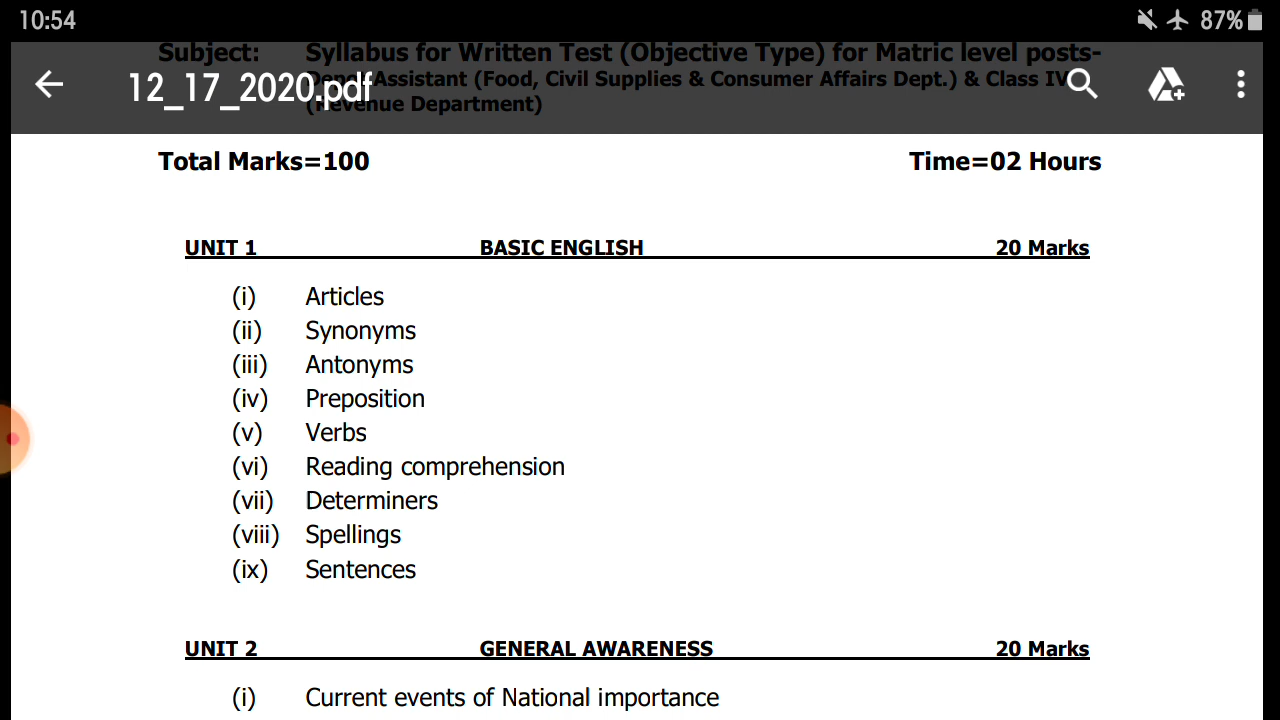 10:54 87%
Subject: Syllabus for Written Test (Objective Type) for Matric level posts-
12_17_2020.pdf Assistant (Food, Civil Supplies & Consumer Affairs Dept.) & Class IV
(Revenue Department)
Total Marks=100 Time=02 Hours
UNIT 1 BASIC ENGLISH 20 Marks
(i) Articles
(ii) Synonyms
(iii) Antonyms
(iv) Preposition
(v) Verbs
(vi) Reading comprehension
(vii) Determiners
(viii) Spellings
(ix) Sentences
UNIT 2 GENERAL AWARENESS 20 Marks
(i) Current events of National importance